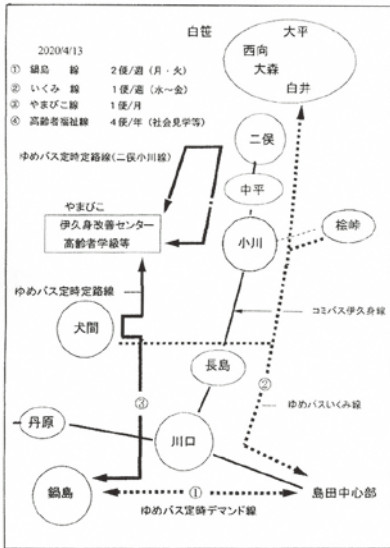 白笹
大平
西向
大森
白井
2020/4/13
① 鍋島 線 2便/週（月・火）
② いくみ 線 1便/週（水～金）
③ やまびこ線 1便/月
④ 高齢者福祉線 4便/年（社会見学等）
ゆめバス定時定路線(二俣小川線)
二俣
中平
やまびこ
伊久身改善センター
高齢者学級等
小川
桧峠
ゆめバス定時定路線
コミバス伊久身線
犬間
長島
②
③
ゆめバスいくみ線
丹原
川口
鍋島
①
島田中心部
ゆめバス定時デマンド線